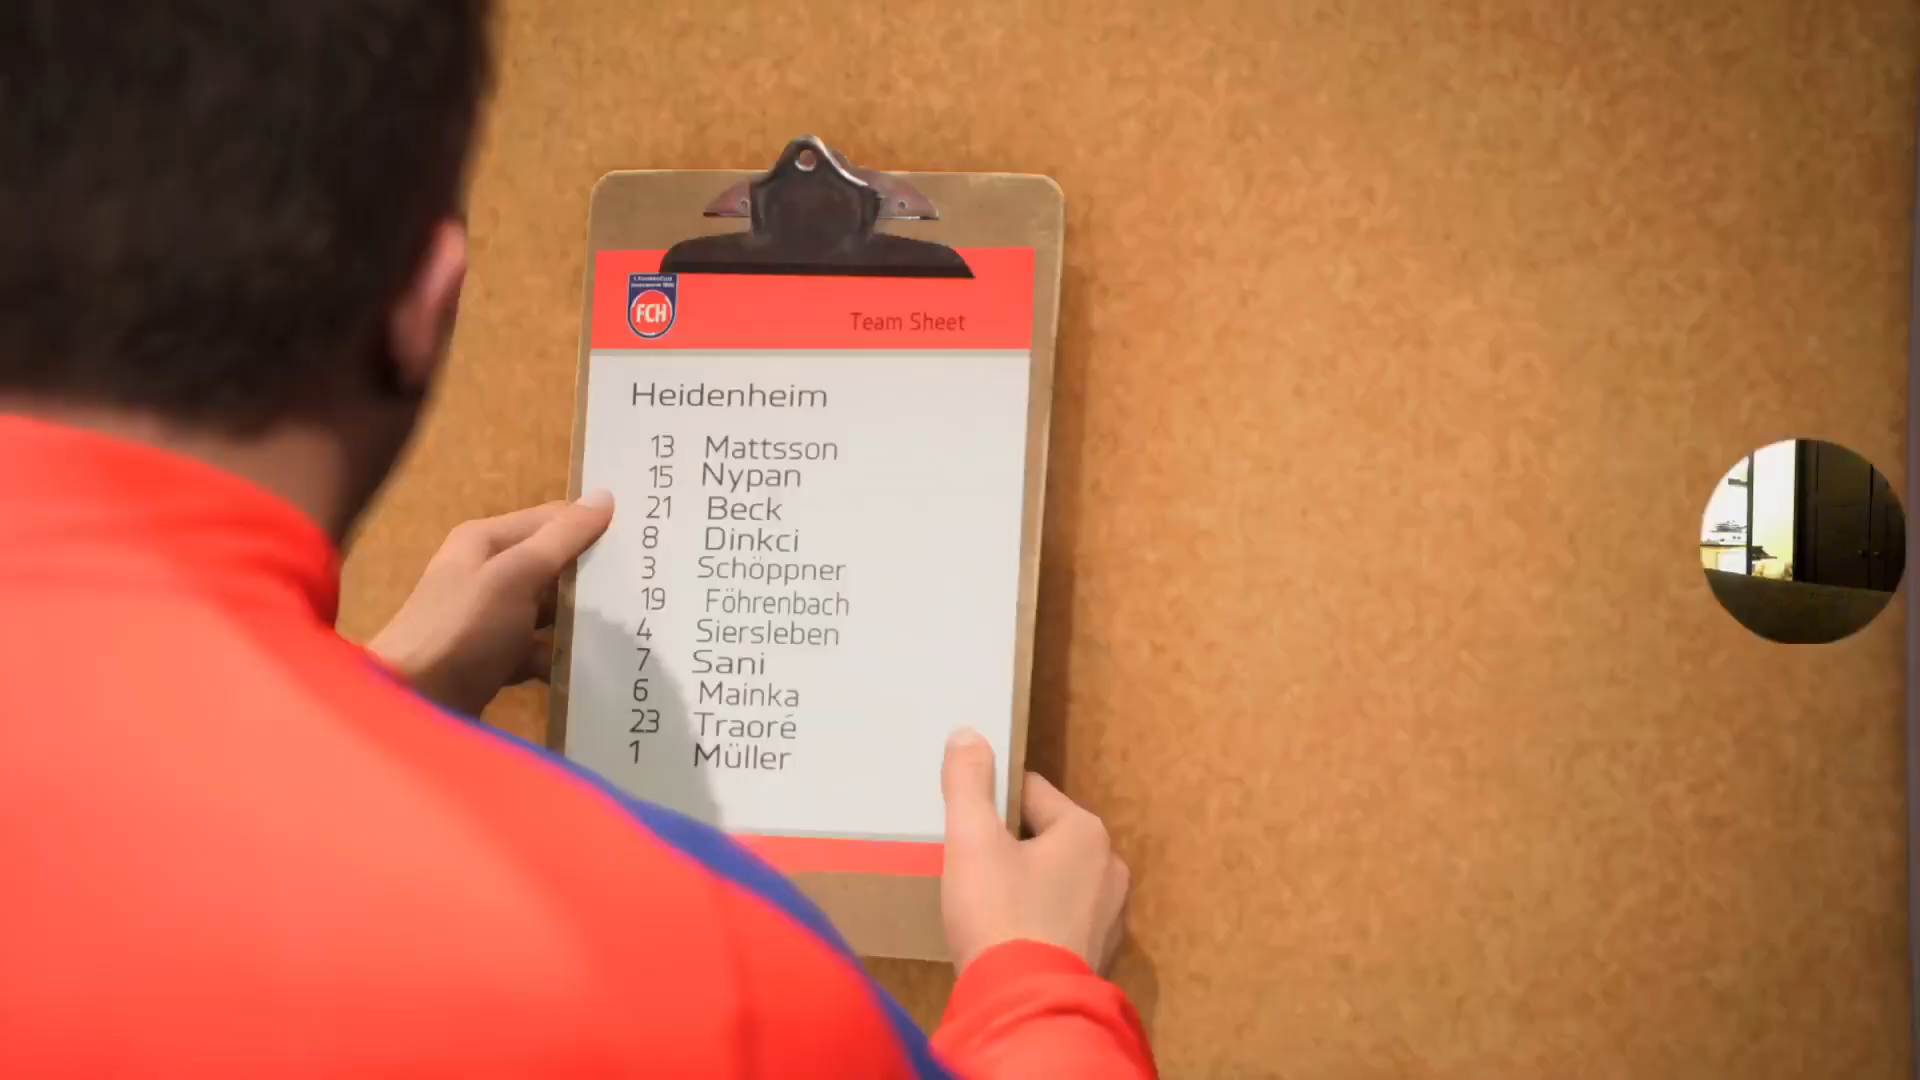 FCH
Team Sheet
Heidenheim
13 Mattsson
15 Nypan
21 Beck
8 Dinkci
3 Schöppner
19 Föhrenbach
4 Siersleben
7 Sani
6 Mainka
23 Traoré
1 Müller